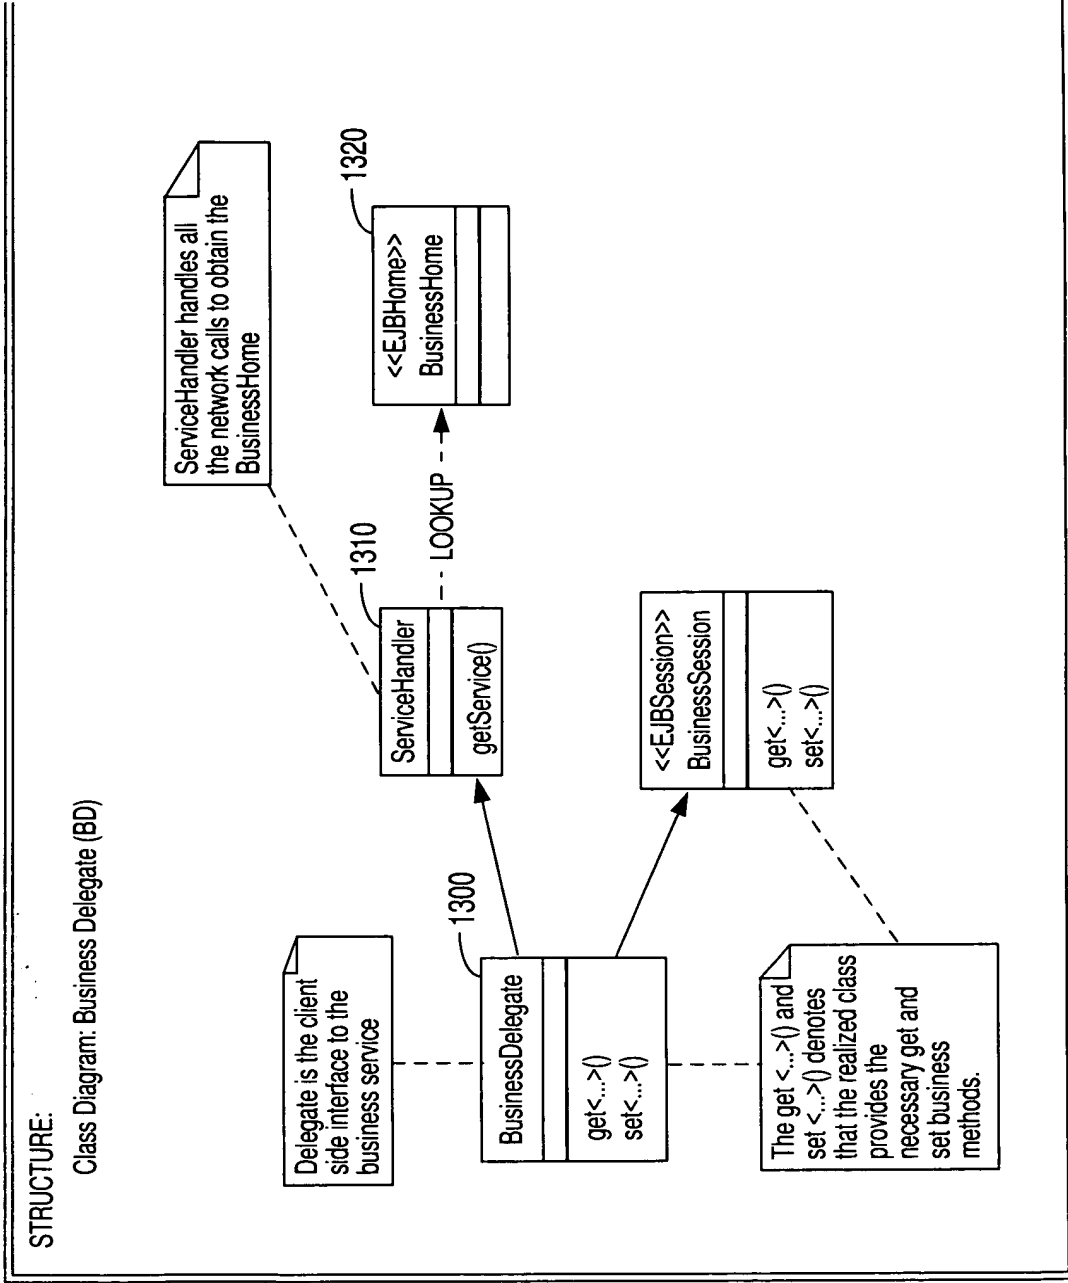 STRUCTURE:
Class Diagram: Business Delegate (BD)
Delegate is the client
side interface to the
business service
1300
BusinessDelegate
get<...>()
set<...>()
The get <...>() and
set <...>() denotes
that the realized class
provides the
necessary get and
set business
methods.
ServiceHandler handles all
the network calls to obtain the
BusinessHome
1310
ServiceHandler
getService()
LOOKUP
1320
<<EJBHome>>
BusinessHome
<<EJBSession>>
BusinessSession
get<...>()
set<...>()